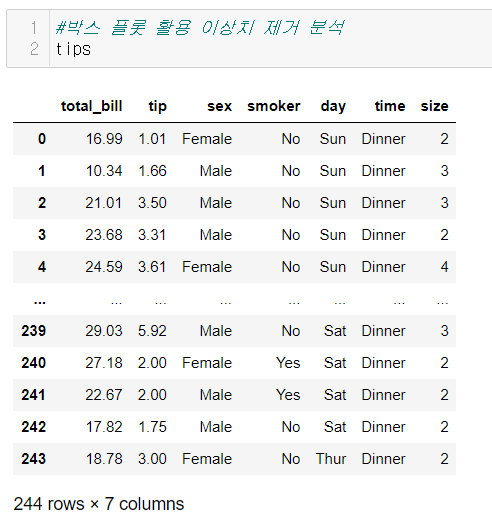 1 #박스 플롯 활용 이상치 제거 분석
2 tips
total_bill tip sex smoker day time size
0 16.99 1.01 Female No Sun Dinner 2
1 10.34 1.66 Male No Sun Dinner 3
2 21.01 3.50 Male No Sun Dinner 3
3 23.68 3.31 Male No Sun Dinner 2
4 24.59 3.61 Female No Sun Dinner 4
... ... ... ... ... ... ... ...
239 29.03 5.92 Male No Sat Dinner 3
240 27.18 2.00 Female Yes Sat Dinner 2
241 22.67 2.00 Male Yes Sat Dinner 2
242 17.82 1.75 Male No Sat Dinner 2
243 18.78 3.00 Female No Thur Dinner 2
244 rows × 7 columns